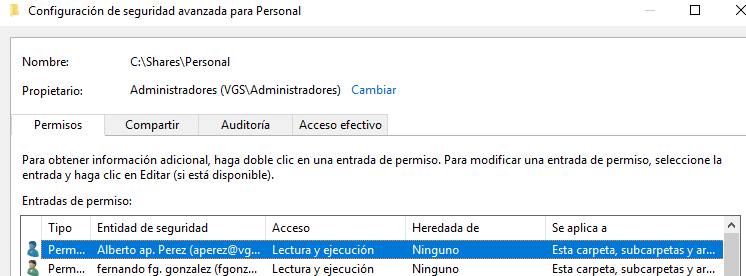 Configuración de seguridad avanzada para Personal
Nombre: C:\Shares\Personal
Propietario: Administradores (VGS\Administradores) Cambiar
Permisos Compartir Auditoría Acceso efectivo
Para obtener información adicional, haga doble clic en una entrada de permiso. Para modificar una entrada de permiso, seleccione la
entrada y haga clic en Editar (si está disponible).
Entradas de permiso:
Tipo Entidad de seguridad Acceso Heredada de Se aplica a
Perm... Alberto ap. Perez (aperez@vg... Lectura y ejecución Ninguno Esta carpeta, subcarpetas y ar...
Perm... fernando fg. gonzalez (fgonz... Lectura y ejecución Ninguno Esta carpeta, subcarpetas y ar...